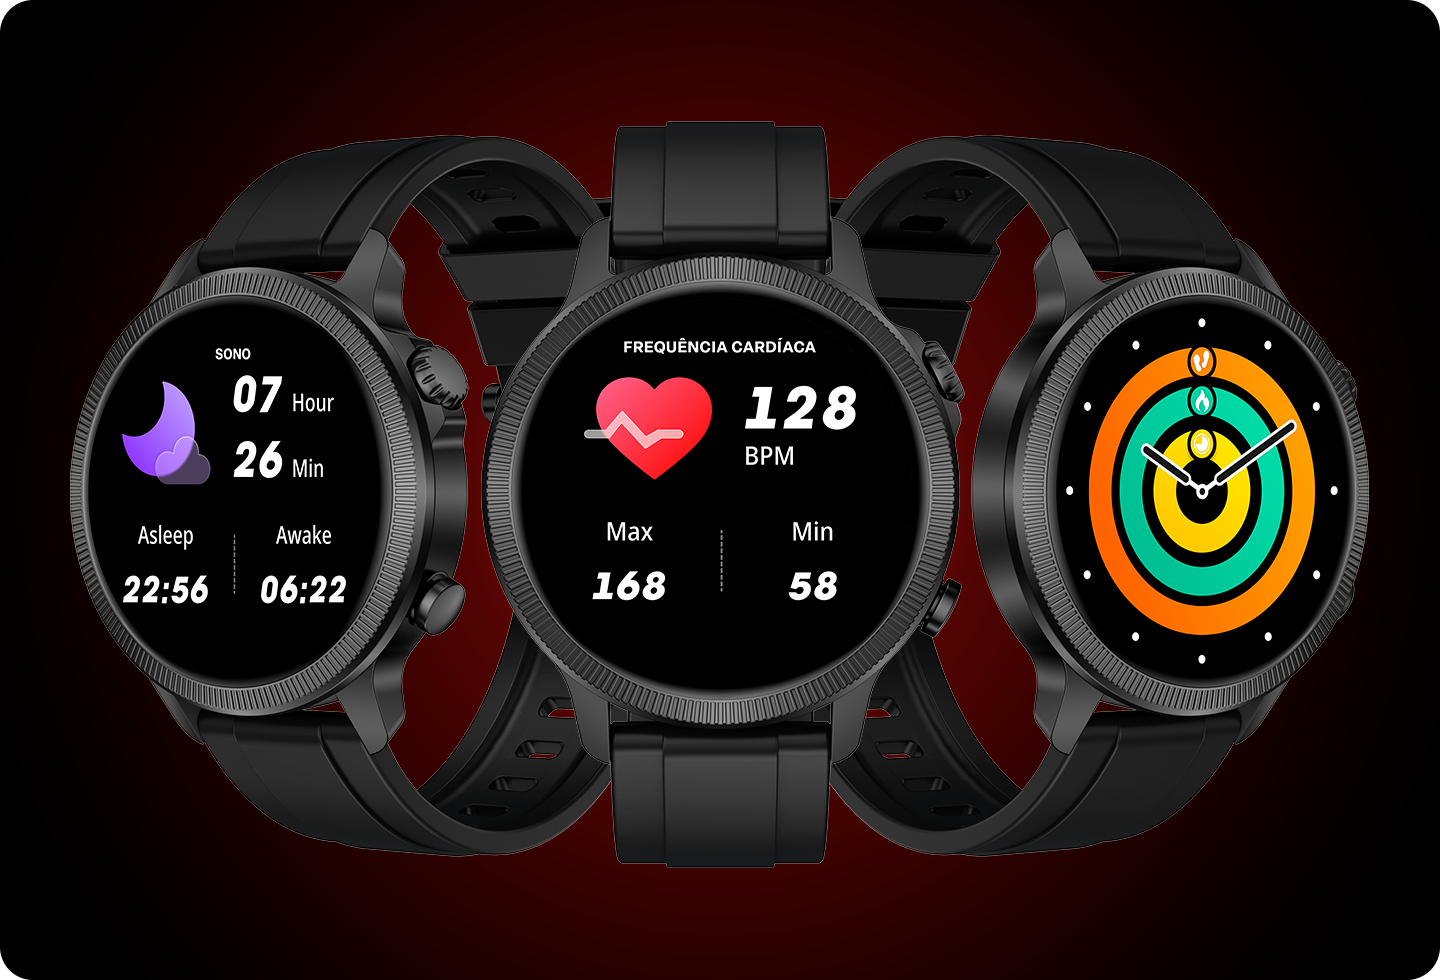 SONO
07 Hour
26 Min
Asleep
Awake
22:56
06:22
FREQUÊNCIA CARDÍACA
128
BPM
Max
Min
168
58